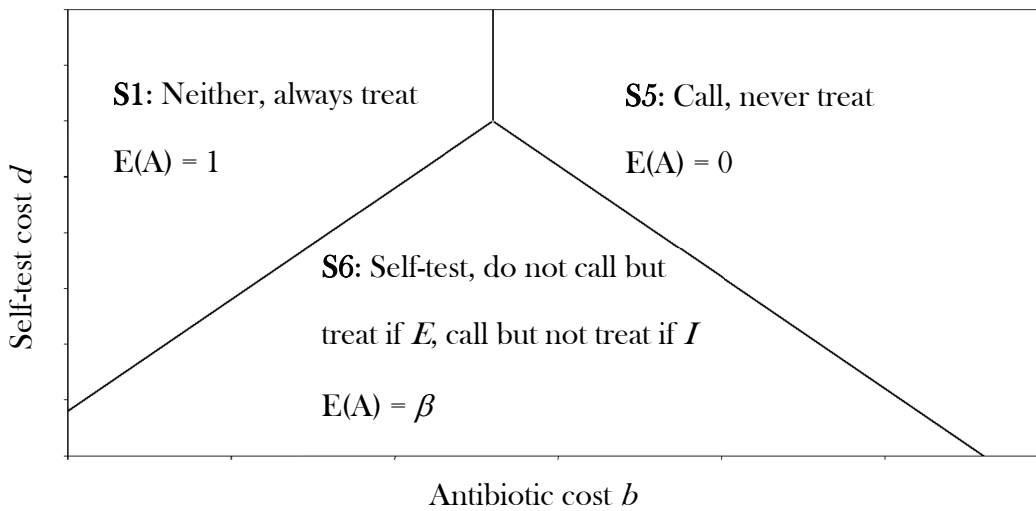 S1: Neither, always treat
E(A) = 1
S5: Call, never treat
E(A) = 0
S6: Self-test, do not call but
treat if E, call but not treat if I
E(A) = β
Self-test cost d
Antibiotic cost b